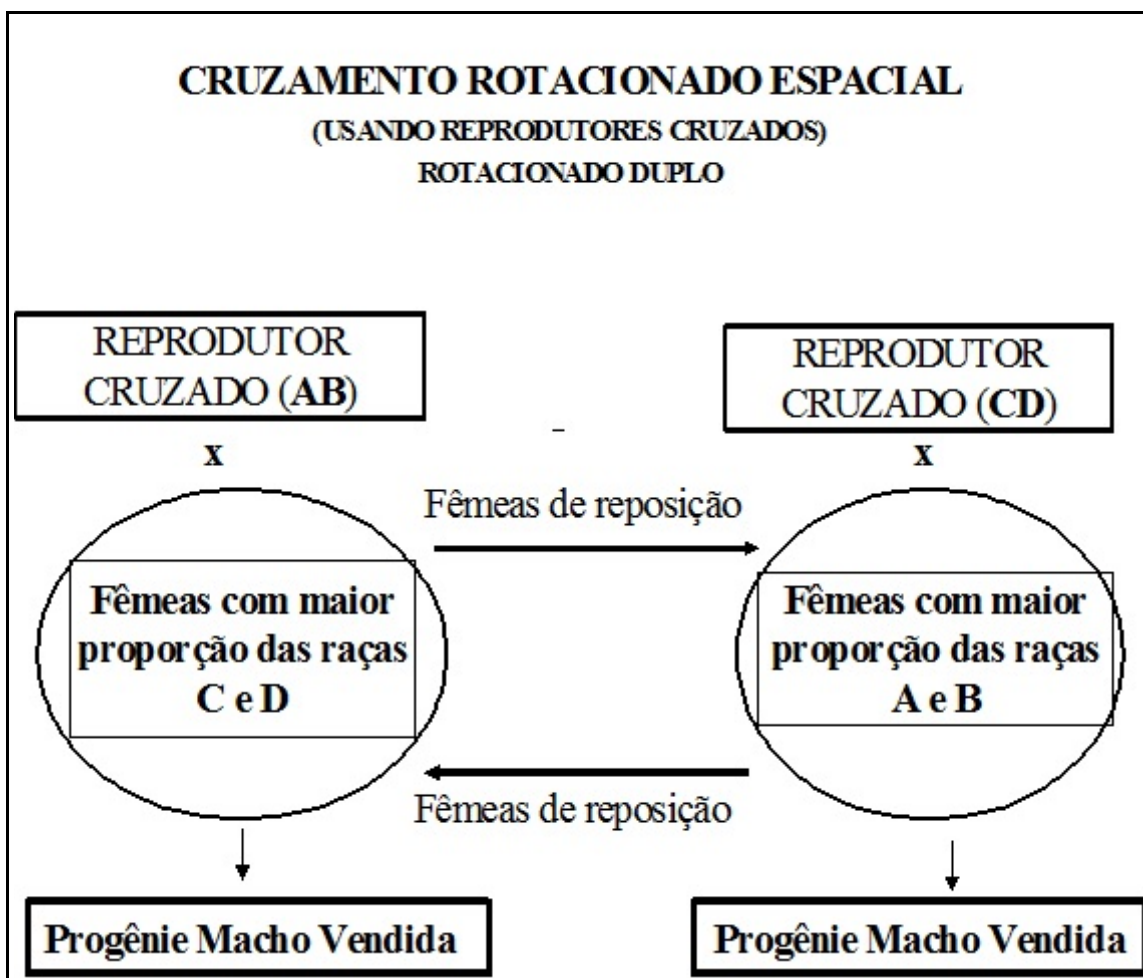 CRUZAMENTO ROTACIONADO ESPACIAL
(USANDO REPRODUTORES CRUZADOS)
ROTACIONADO DUPLO
REPRODUTOR
CRUZADO (AB)
x
Fêmeas com maior
proporção das raças
C e D
Progênie Macho Vendida
Fêmeas de reposição
Fêmeas de reposição
REPRODUTOR
CRUZADO (CD)
x
Fêmeas com maior
proporção das raças
A e B
Progênie Macho Vendida